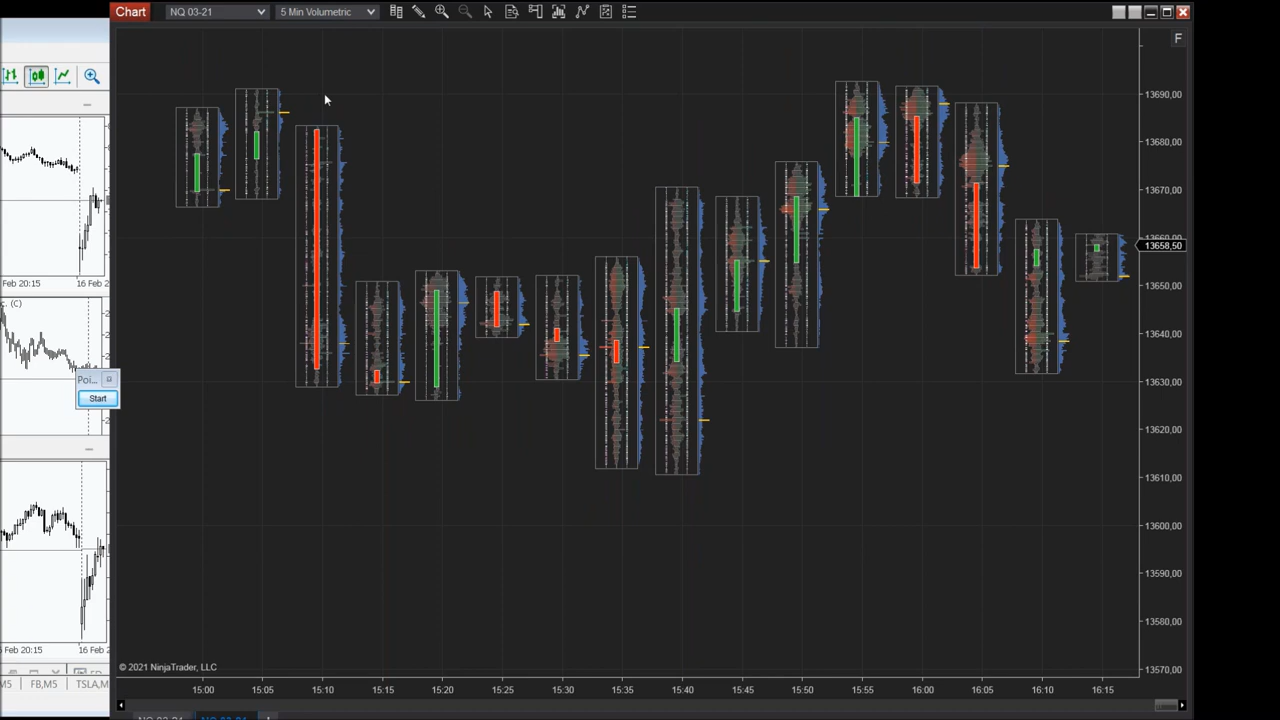 Chart
NQ 03-21
5 Min Volumetric
F
13690,00
13680,00
13670,00
13660,00
13658,50
13650,00
13640,00
13630,00
13620,00
13610,00
13600,00
13590,00
13580,00
13570,00
Feb 20:15
16 Feb 2
(C)
Poi...
Start
Feb 20:15
16 Feb 2
M5
FB,M5
TSLA,M
© 2021 NinjaTrader, LLC
15:00
15:05
15:10
15:15
15:20
15:25
15:30
15:35
15:40
15:45
15:50
15:55
16:00
16:05
16:10
16:15